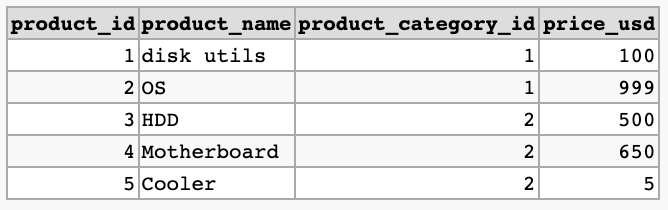 product_id product_name product_category_id price_usd
1 disk utils 1 100
2 OS 1 999
3 HDD 2 500
4 Motherboard 2 650
5 Cooler 2 5